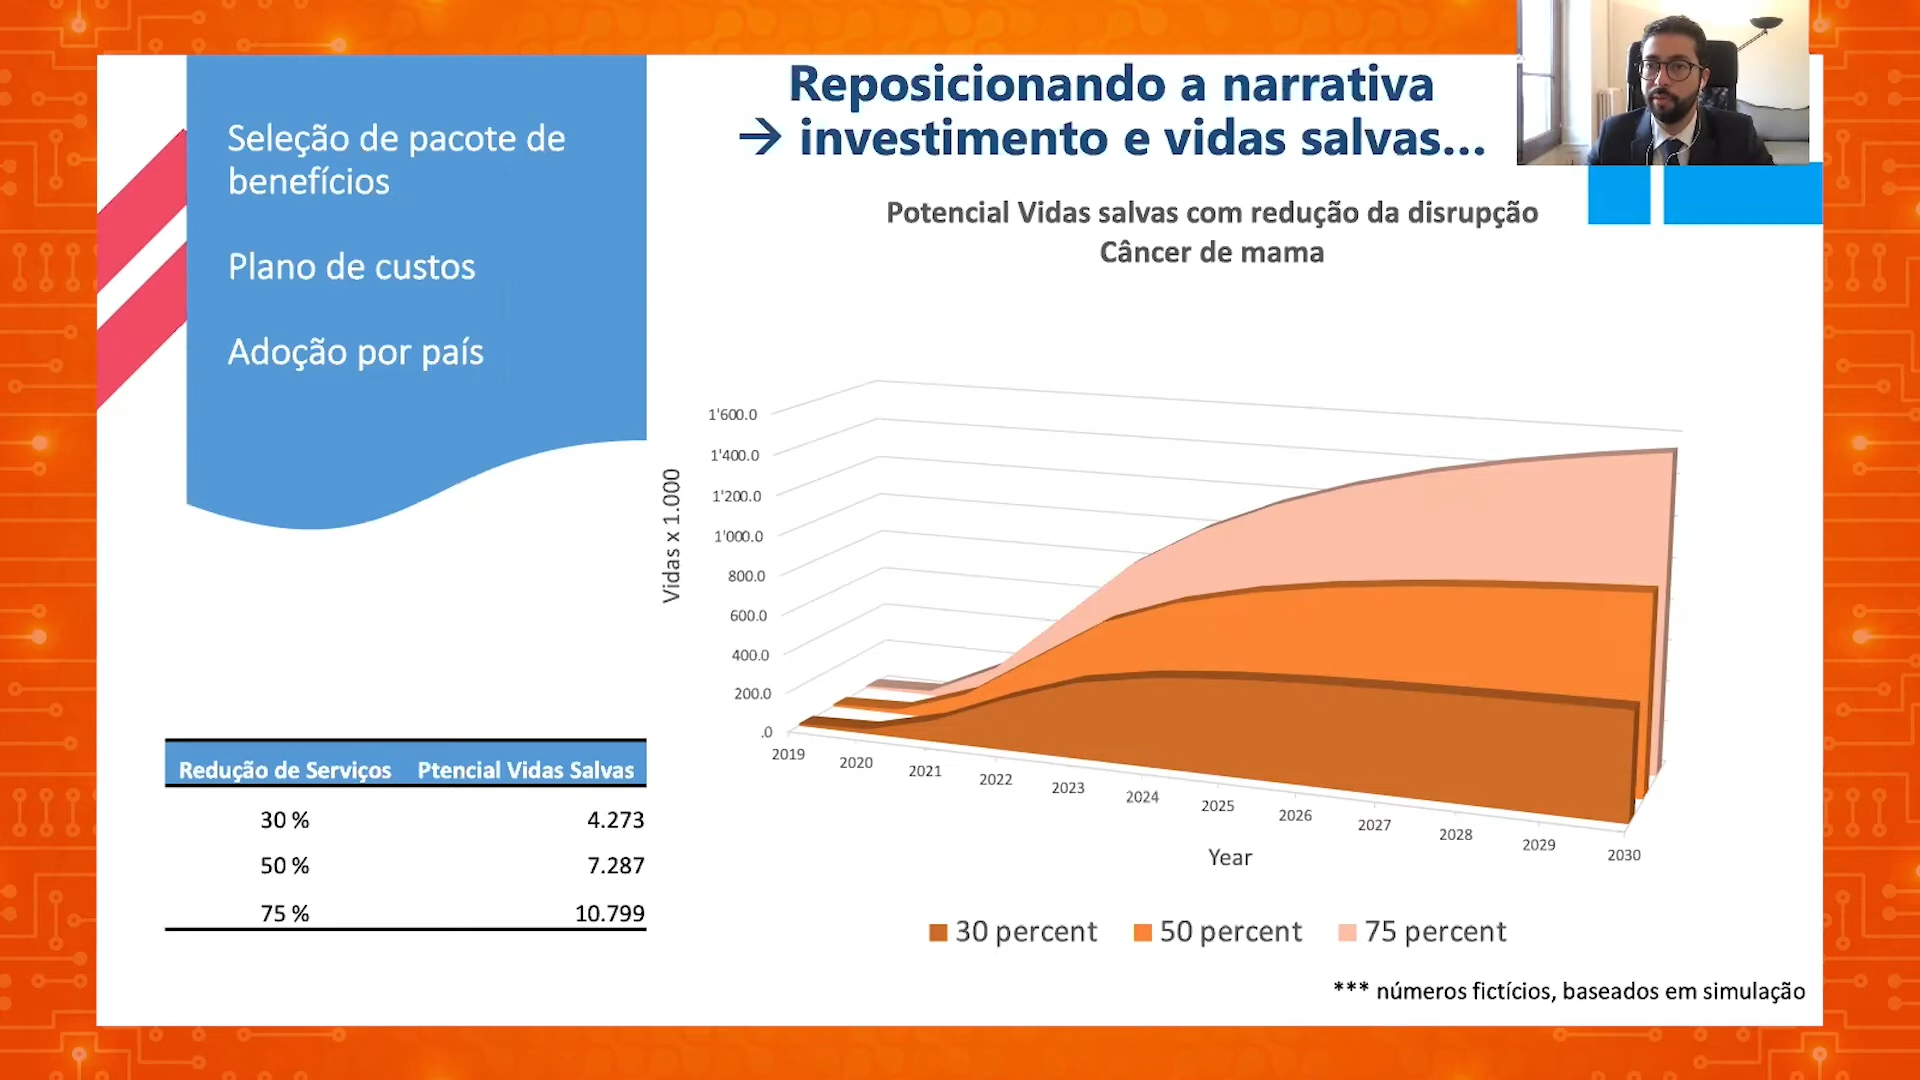 Seleção de pacote de
benefícios
Plano de custos
Adoção por país
Reposicionando a narrativa
→ investimento e vidas salvas...
Potencial Vidas salvas com redução da disrupção
Câncer de mama
Vidas x 1.000
1'600.0
1'400.0
1'200.0
1'000.0
800.0
600.0
400.0
200.0
.0
2019
2020
2021
2022
2023
2024
2025
2026
2027
2028
2029
2030
Year
30 percent
50 percent
75 percent
Redução de Serviços Ptencial Vidas Salvas
30 % 4.273
50 % 7.287
75 % 10.799
*** números fictícios, baseados em simulação